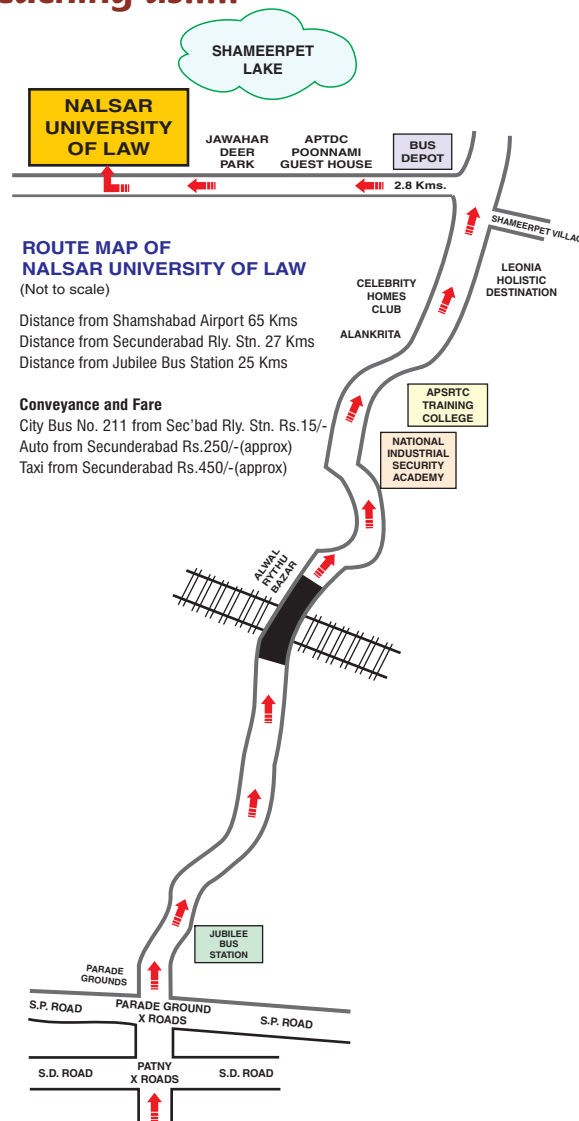 SHAMEERPET
LAKE
NALSAR
UNIVERSITY
OF LAW
JAWAHAR
DEER
PARK
APTDC
POONNAMI
GUEST HOUSE
BUS
DEPOT
2.8 Kms.
SHAMEERPET
ROUTE MAP OF
NALSAR UNIVERSITY OF LAW
(Not to scale)
LEONIA
HOLISTIC
DESTINATION
CELEBRITY
HOMES
CLUB
ALANKRITA
Distance from Shamshabad Airport 65 Kms
Distance from Secunderabad Rly. Stn. 27 Kms
Distance from Jubilee Bus Station 25 Kms
Conveyance and Fare
City Bus No. 211 from Sec'bad Rly. Stn. Rs.15/-
Auto from Secunderabad Rs.250/-(approx)
Taxi from Secunderabad Rs.450/-(approx)
APSRTC
TRAINING
COLLEGE
NATIONAL
INDUSTRIAL
SECURITY
ACADEMY
ALWAL
RYTHU
BAZAR
JUBILEE
BUS
STATION
PARADE
GROUNDS
S.P. ROAD
PARADE GROUND
X ROADS
S.P. ROAD
S.D. ROAD
PATNY
X ROADS
S.D. ROAD